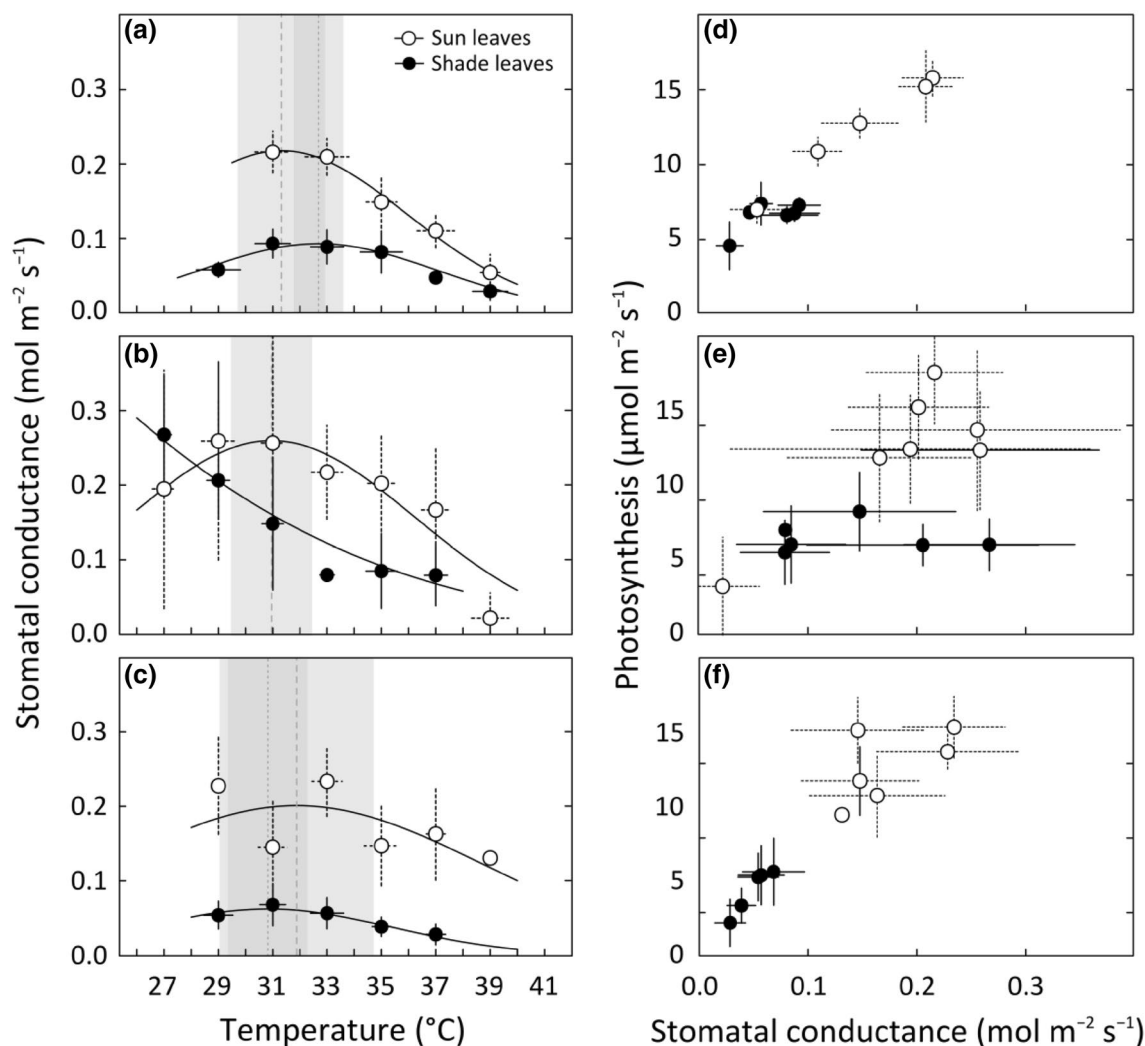 (a)
Sun leaves
Shade leaves
0.3
0.2
0.1
0.0
(b)
0.3
0.2
0.1
0.0
(c)
0.3
0.2
0.1
0.0
27 29 31 33 35 37 39 41
Temperature (°C)
Stomatal conductance (mol m⁻² s⁻¹)
(d)
15
10
5
0
(e)
15
10
5
0
(f)
15
10
5
0
0.0 0.1 0.2 0.3
Stomatal conductance (mol m⁻² s⁻¹)
Photosynthesis (μmol m⁻² s⁻¹)